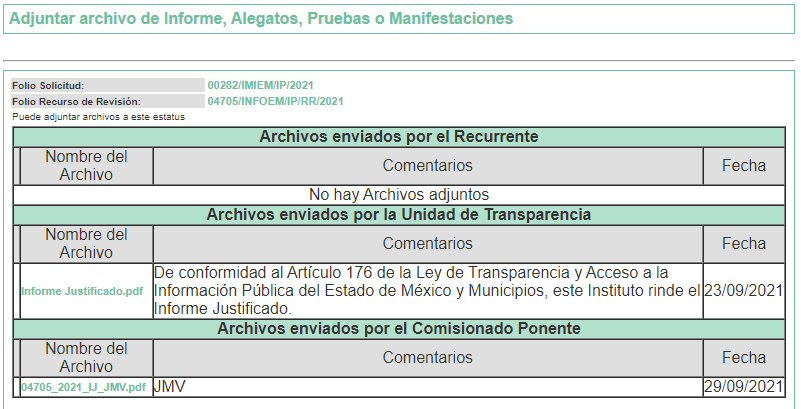 Adjuntar archivo de Informe, Alegatos, Pruebas o Manifestaciones
Folio Solicitud: 00282/IMIEM/IP/2021
Folio Recurso de Revisión: 04705/INFOEM/IP/RR/2021
Puede adjuntar archivos a este estatus
Archivos enviados por el Recurrente
Nombre del Archivo Comentarios Fecha
No hay Archivos adjuntos
Archivos enviados por la Unidad de Transparencia
Nombre del Archivo Comentarios Fecha
Informe Justificado.pdf De conformidad al Artículo 176 de la Ley de Transparencia y Acceso a la
Información Pública del Estado de México y Municipios, este Instituto rinde el 23/09/2021
Informe Justificado.
Archivos enviados por el Comisionado Ponente
Nombre del Archivo Comentarios Fecha
04705_2021_IJ_JMV.pdf JMV 29/09/2021